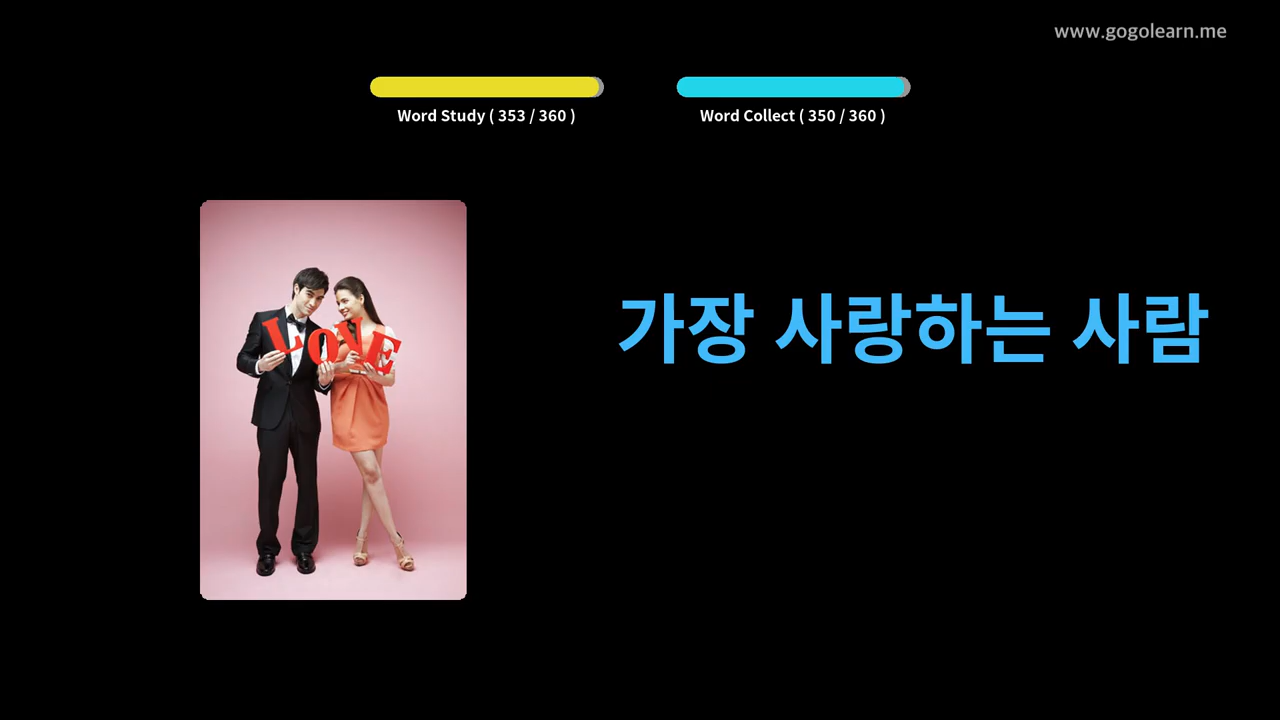 www.gogolearn.me
Word Study ( 353 / 360 )
Word Collect ( 350 / 360 )
LOVE
가장 사랑하는 사람